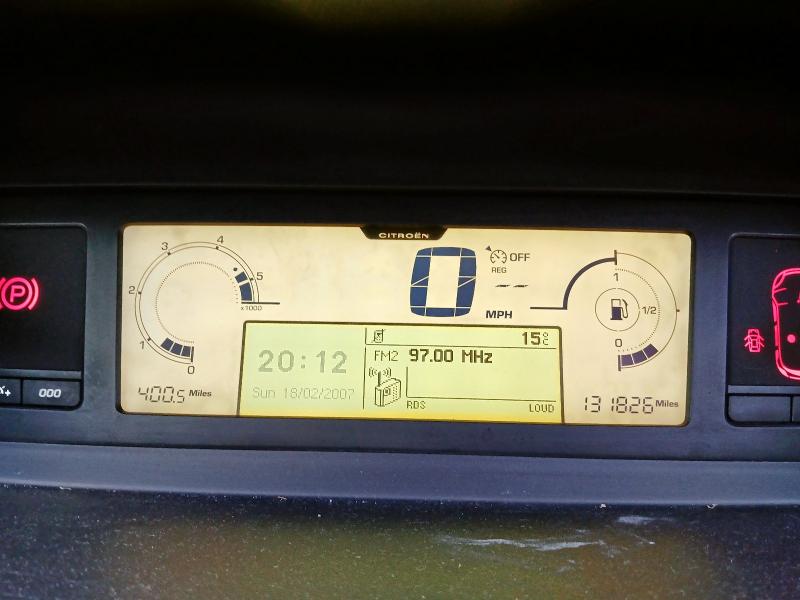 CITROËN
3 4
2 5
1 x1000
0
400.5 Miles
0
OFF
REG
-- --
MPH
1
1/2
0
131826 Miles
15°C
20:12
FM2 97.00 MHz
Sun 18/02/2007
RDS LOUD
P
000